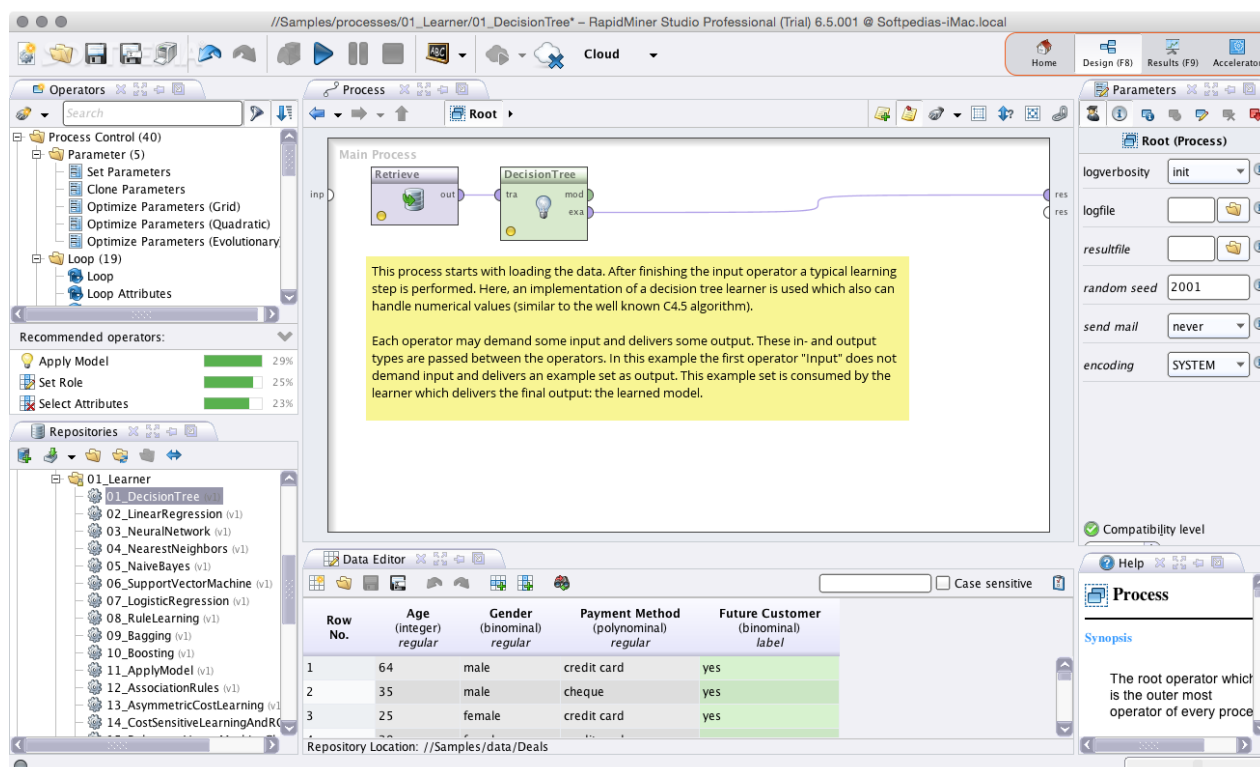 //Samples/processes/01_Learner/01_DecisionTree* – RapidMiner Studio Professional (Trial) 6.5.001 @ Softpedias-iMac.local
ABC
Cloud
Home
Design (F8)
Results (F9)
Accelerator
Operators
Search
Process Control (40)
Parameter (5)
Set Parameters
Clone Parameters
Optimize Parameters (Grid)
Optimize Parameters (Quadratic)
Optimize Parameters (Evolutionary
Loop (19)
Loop
Loop Attributes
Recommended operators:
Apply Model 29%
Set Role 25%
Select Attributes 23%
Repositories
01_Learner
01_DecisionTree (v1)
02_LinearRegression (v1)
03_NeuralNetwork (v1)
04_NearestNeighbors (v1)
05_NaiveBayes (v1)
06_SupportVectorMachine (v1)
07_LogisticRegression (v1)
08_RuleLearning (v1)
09_Bagging (v1)
10_Boosting (v1)
11_ApplyModel (v1)
12_AssociationRules (v1)
13_AsymmetricCostLearning (v1
14_CostSensitiveLearningAndRO
Process
Root
Main Process
inp
Retrieve
out
DecisionTree
tra mod
exa
res
res
This process starts with loading the data. After finishing the input operator a typical learning
step is performed. Here, an implementation of a decision tree learner is used which also can
handle numerical values (similar to the well known C4.5 algorithm).
Each operator may demand some input and delivers some output. These in- and output
types are passed between the operators. In this example the first operator "Input" does not
demand input and delivers an example set as output. This example set is consumed by the
learner which delivers the final output: the learned model.
Data Editor
Case sensitive
Row No. Age (integer) regular Gender (binominal) regular Payment Method (polynominal) regular Future Customer (binominal) label
1 64 male credit card yes
2 35 male cheque yes
3 25 female credit card yes
Repository Location: //Samples/data/Deals
Parameters
Root (Process)
logverbosity init
logfile
resultfile
random seed 2001
send mail never
encoding SYSTEM
Compatibility level
Help
Process
Synopsis
The root operator which
is the outer most
operator of every proce